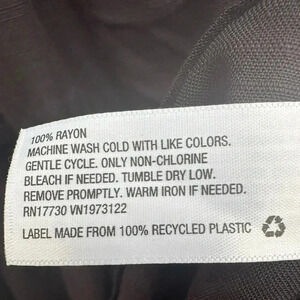 100% RAYON
MACHINE WASH COLD WITH LIKE COLORS.
GENTLE CYCLE. ONLY NON-CHLORINE
BLEACH IF NEEDED. TUMBLE DRY LOW.
REMOVE PROMPTLY. WARM IRON IF NEEDED.
RN17730 VN1973122
LABEL MADE FROM 100% RECYCLED PLASTIC